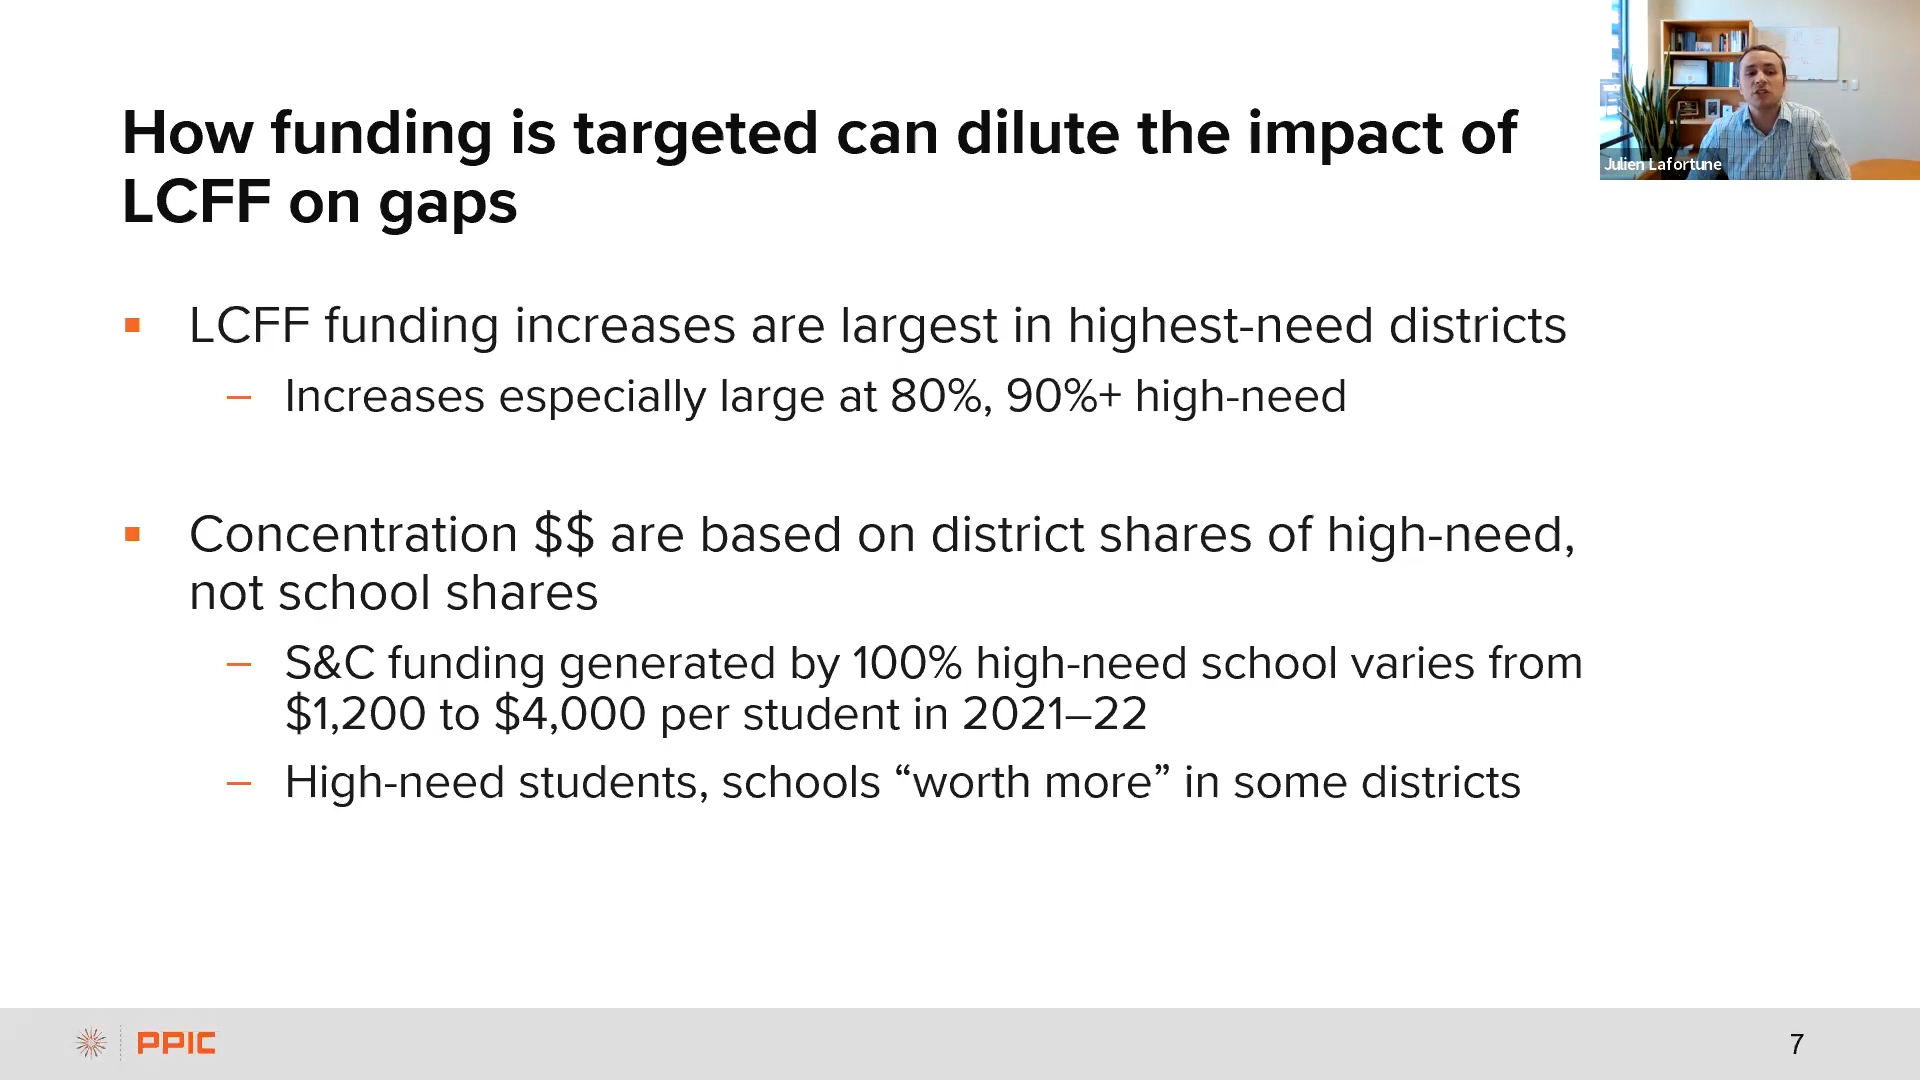 How funding is targeted can dilute the impact of
LCFF on gaps
Julien Lafortune
▪ LCFF funding increases are largest in highest-need districts
– Increases especially large at 80%, 90%+ high-need
▪ Concentration $$ are based on district shares of high-need,
not school shares
– S&C funding generated by 100% high-need school varies from
$1,200 to $4,000 per student in 2021–22
– High-need students, schools “worth more” in some districts
PPIC
7